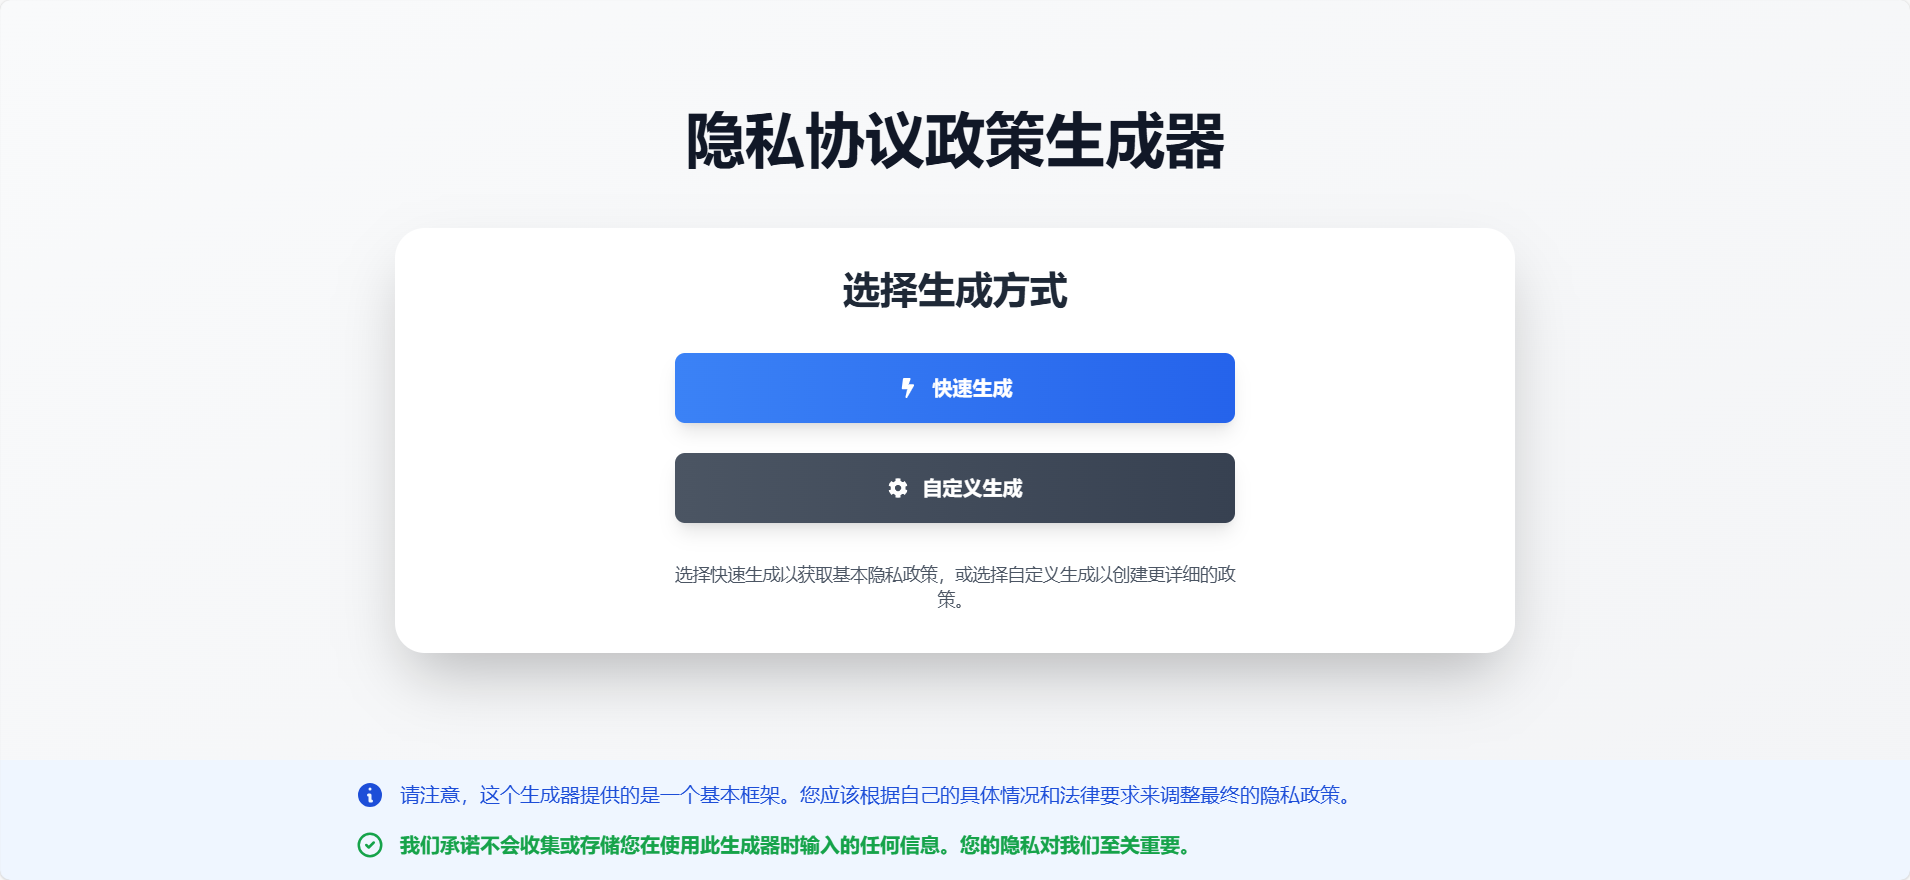 隐私协议政策生成器
选择生成方式
快速生成
自定义生成
选择快速生成以获取基本隐私政策，或选择自定义生成以创建更详细的政
策。
请注意，这个生成器提供的是一个基本框架。您应该根据自己的具体情况和法律要求来调整最终的隐私政策。
我们承诺不会收集或存储您在使用此生成器时输入的任何信息。您的隐私对我们至关重要。